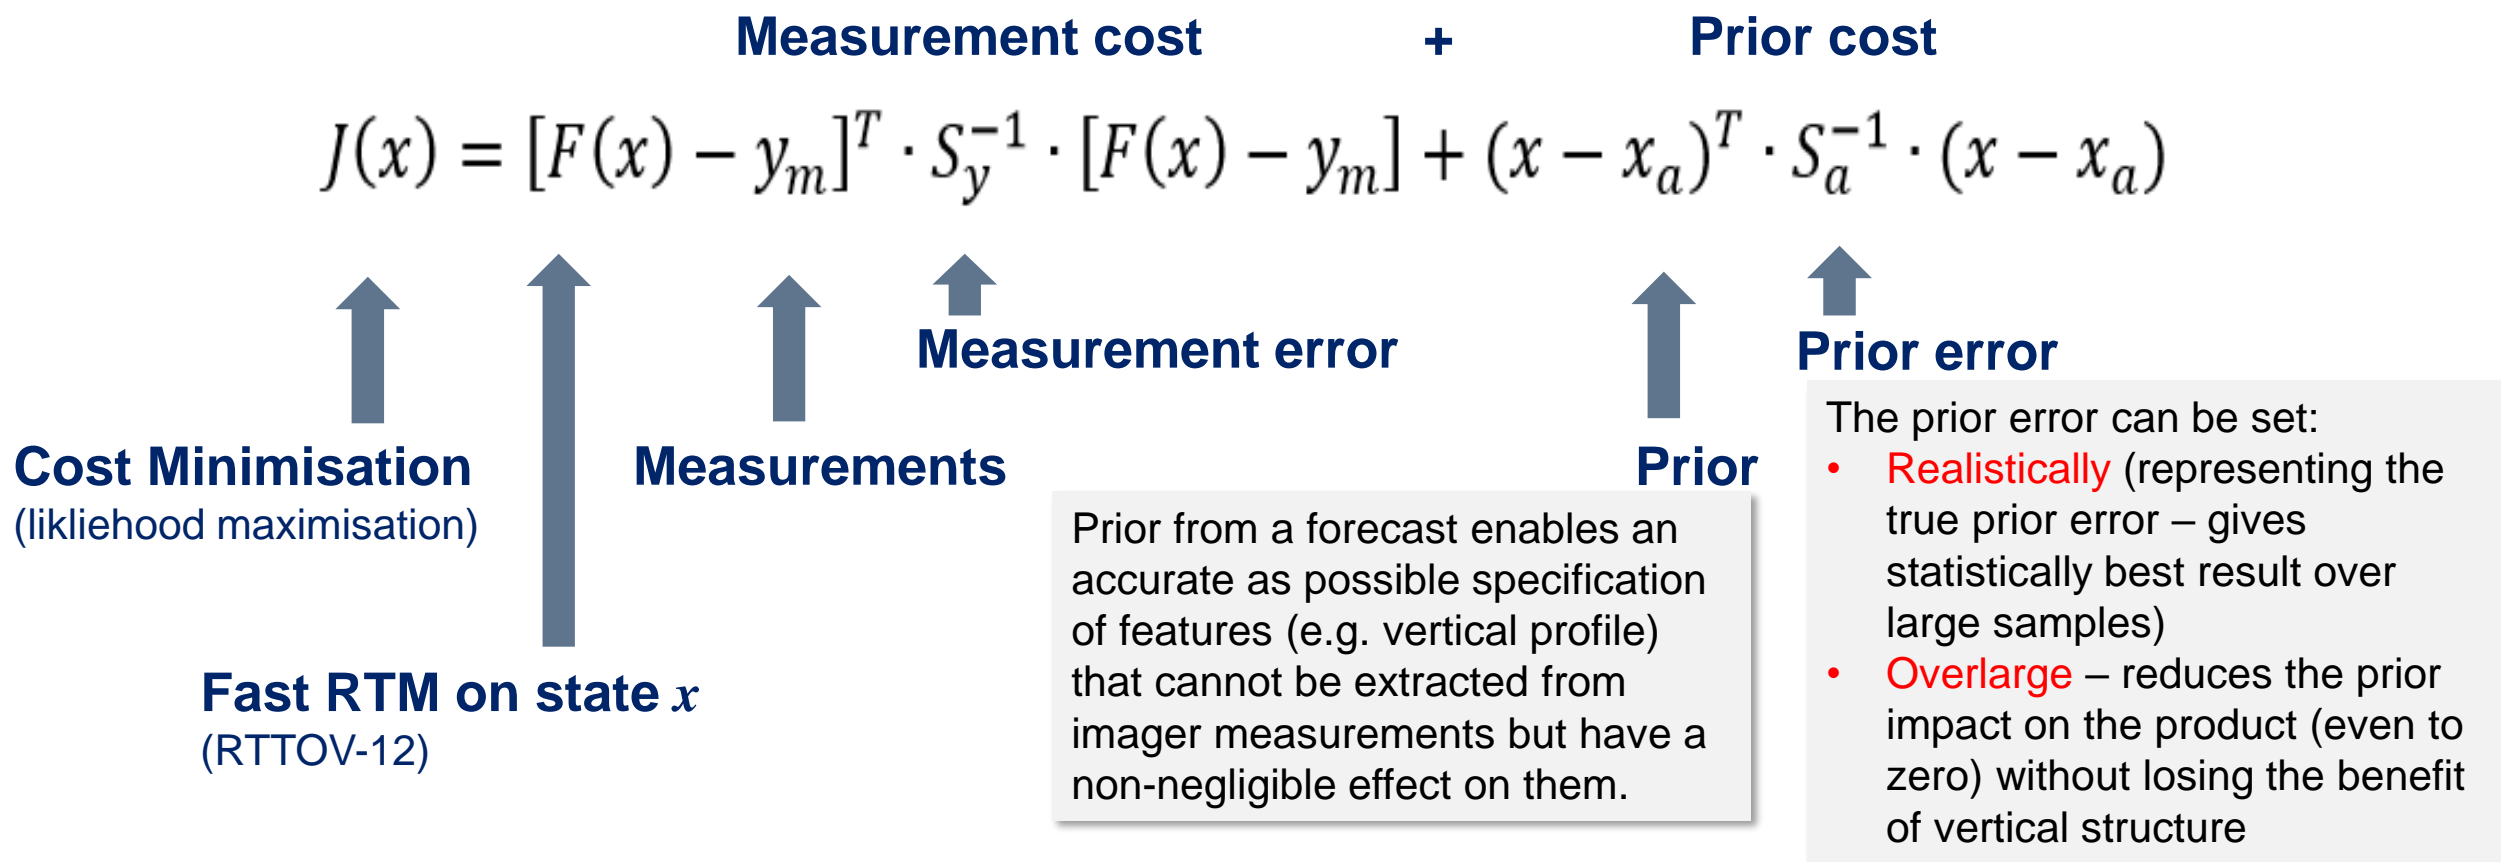 Measurement cost + Prior cost
J(x) = [F(x) − y_m]^T · S_y^{−1} · [F(x) − y_m] + (x − x_a)^T · S_a^{−1} · (x − x_a)
Measurement error
Prior error
Cost Minimisation
(likliehood maximisation)
Measurements
Prior
Fast RTM on state x
(RTTOV-12)
Prior from a forecast enables an
accurate as possible specification
of features (e.g. vertical profile)
that cannot be extracted from
imager measurements but have a
non-negligible effect on them.
The prior error can be set:
• Realistically (representing the
true prior error – gives
statistically best result over
large samples)
• Overlarge – reduces the prior
impact on the product (even to
zero) without losing the benefit
of vertical structure